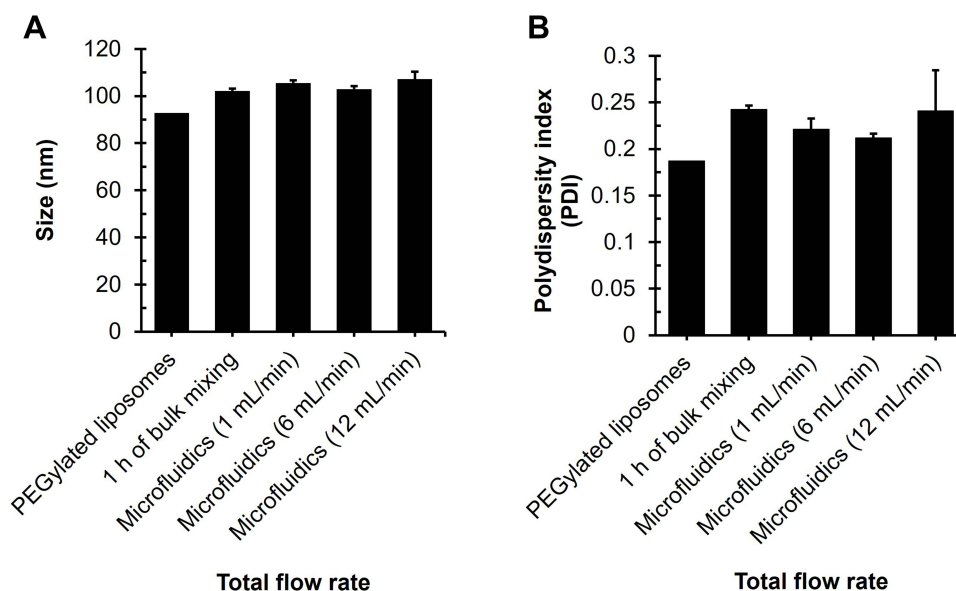 A
Size (nm)
120
100
80
60
40
20
0
PEGylated liposomes
1 h of bulk mixing
Microfluidics (1 mL/min)
Microfluidics (6 mL/min)
Microfluidics (12 mL/min)
Total flow rate
B
Polydispersity index
(PDI)
0.3
0.25
0.2
0.15
0.1
0.05
0
PEGylated liposomes
1 h of bulk mixing
Microfluidics (1 mL/min)
Microfluidics (6 mL/min)
Microfluidics (12 mL/min)
Total flow rate